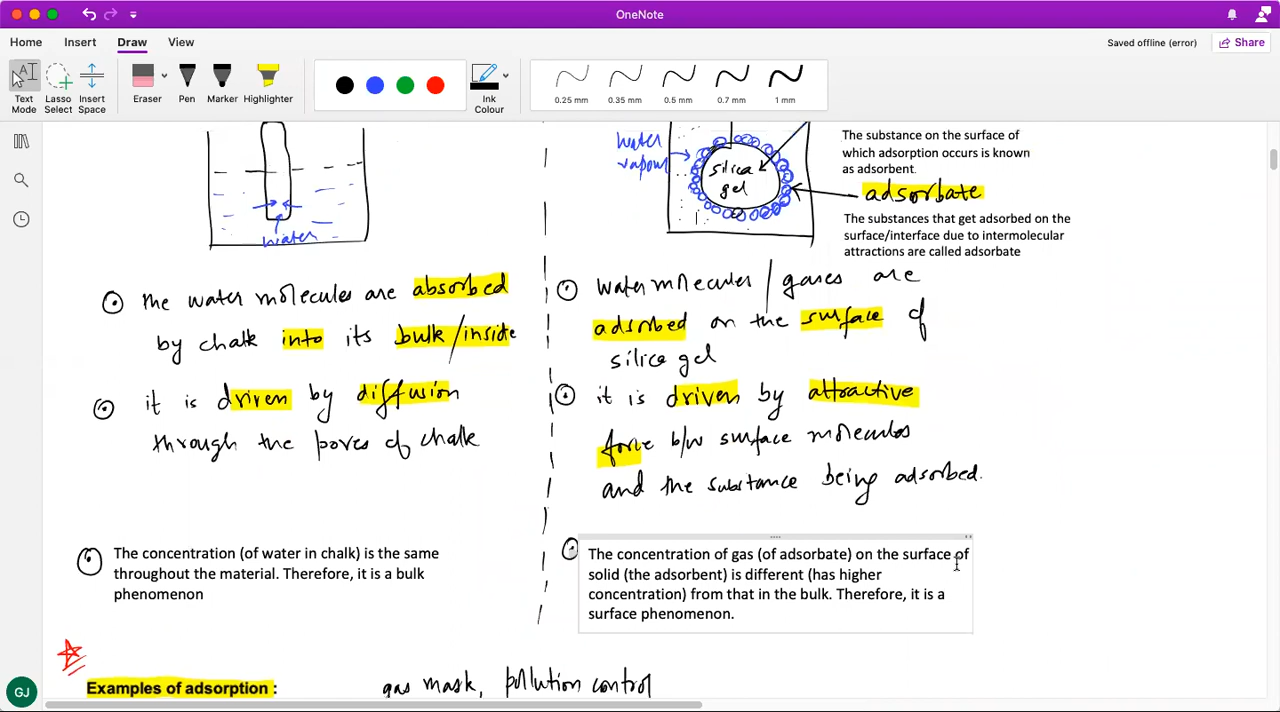 OneNote
Home Insert Draw View
Saved offline (error) Share
Text Mode
Lasso Select
Insert Space
Eraser
Pen
Marker
Highlighter
Ink Colour
0.25 mm 0.35 mm 0.5 mm 0.7 mm 1 mm
water
water vapour
silica gel
The substance on the surface of
which adsorption occurs is known
as adsorbent.
adsorbate
The substances that get adsorbed on the
surface/interface due to intermolecular
attractions are called adsorbate
the water molecules are absorbed
by chalk into its bulk/inside
it is driven by diffusion
through the pores of chalk
The concentration (of water in chalk) is the same
throughout the material. Therefore, it is a bulk
phenomenon
water molecules / gases are
adsorbed on the surface of
silica gel
it is driven by attractive
force b/w surface molecules
and the substance being adsorbed.
The concentration of gas (of adsorbate) on the surface of
solid (the adsorbent) is different (has higher
concentration) from that in the bulk. Therefore, it is a
surface phenomenon.
Examples of adsorption : gas mask, pollution control
GJ